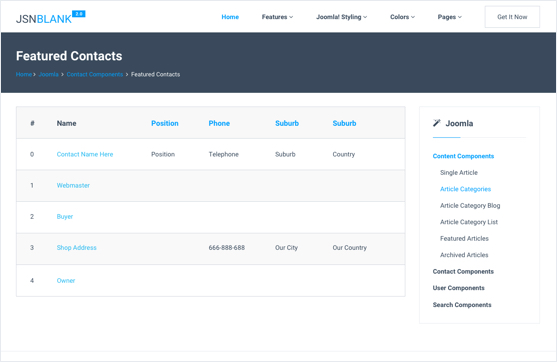 JSNBLANK 2.0
Home Features Joomla! Styling Colors Pages Get It Now
Featured Contacts
Home > Joomla > Contact Components > Featured Contacts
# Name Position Phone Suburb Suburb
0 Contact Name Here Position Telephone Suburb Country
1 Webmaster
2 Buyer
3 Shop Address 666-888-688 Our City Our Country
4 Owner
Joomla
Content Components
Single Article
Article Categories
Article Category Blog
Article Category List
Featured Articles
Archived Articles
Contact Components
User Components
Search Components